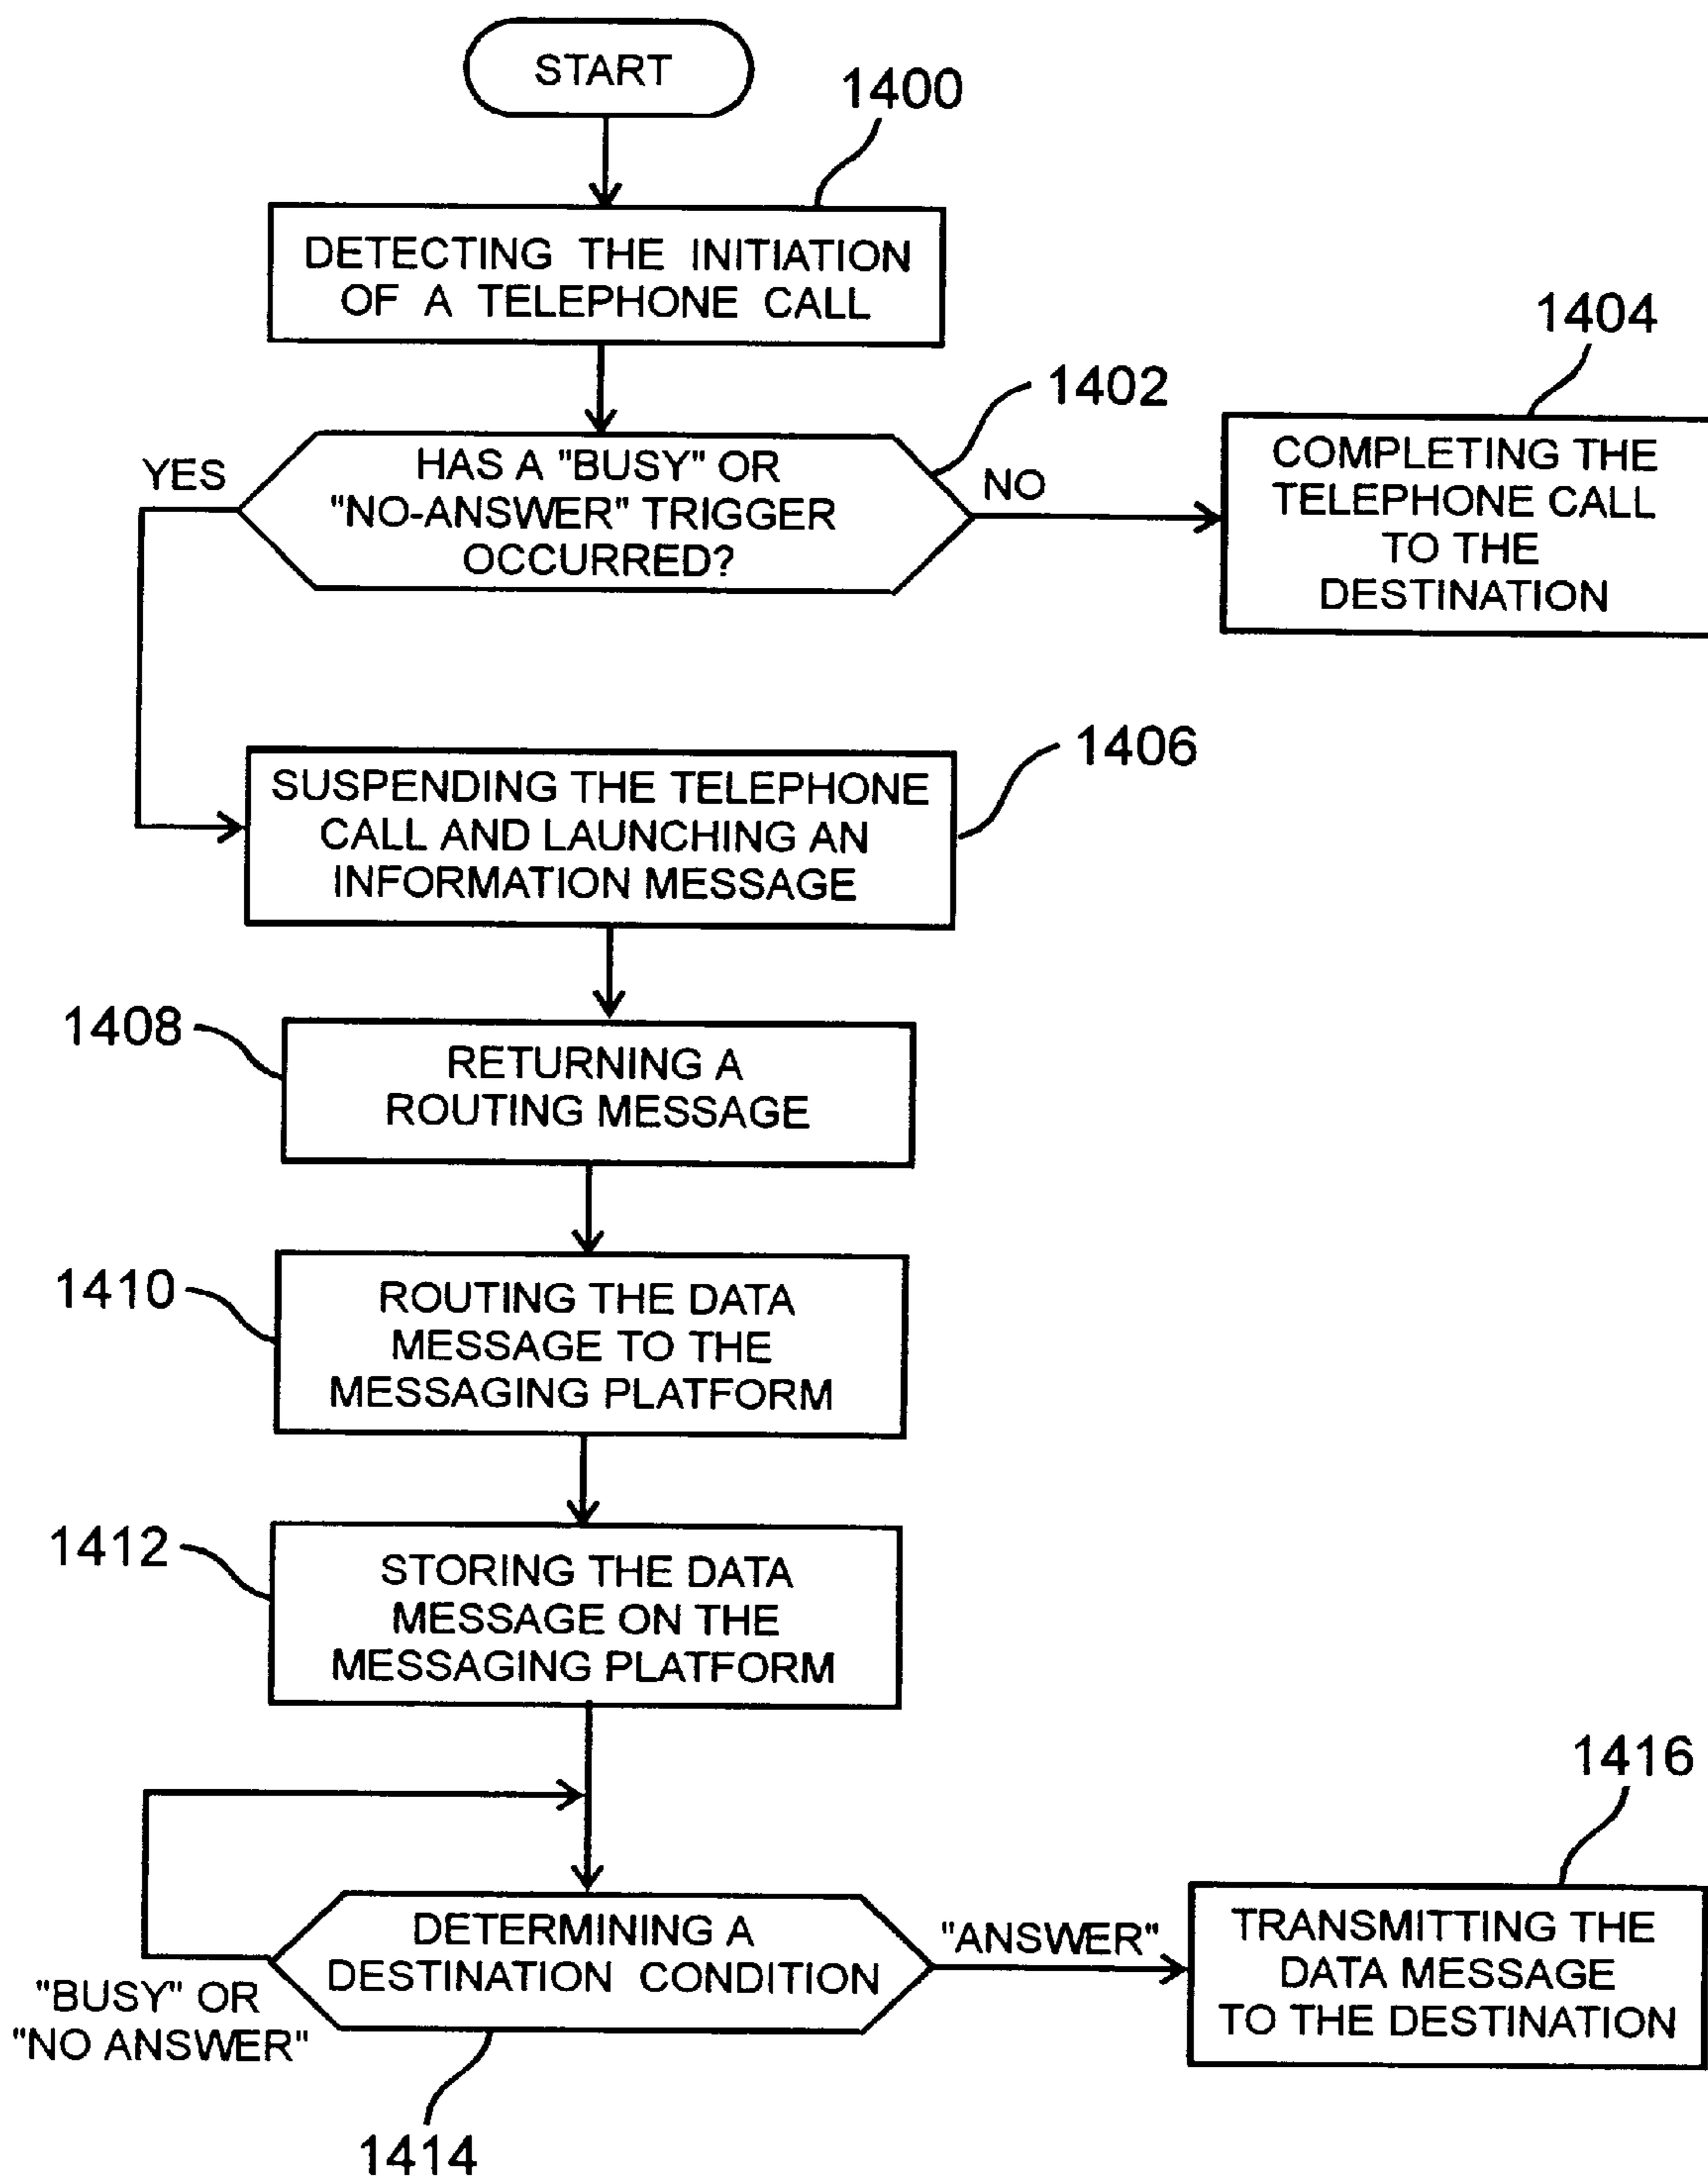 START
1400
DETECTING THE INITIATION
OF A TELEPHONE CALL
1402
HAS A "BUSY" OR
"NO-ANSWER" TRIGGER
OCCURRED?
YES
NO
1404
COMPLETING THE
TELEPHONE CALL
TO THE
DESTINATION
1406
SUSPENDING THE TELEPHONE
CALL AND LAUNCHING AN
INFORMATION MESSAGE
1408
RETURNING A
ROUTING MESSAGE
1410
ROUTING THE DATA
MESSAGE TO THE
MESSAGING PLATFORM
1412
STORING THE DATA
MESSAGE ON THE
MESSAGING PLATFORM
DETERMINING A
DESTINATION CONDITION
"BUSY" OR
"NO ANSWER"
1414
"ANSWER"
1416
TRANSMITTING THE
DATA MESSAGE
TO THE DESTINATION